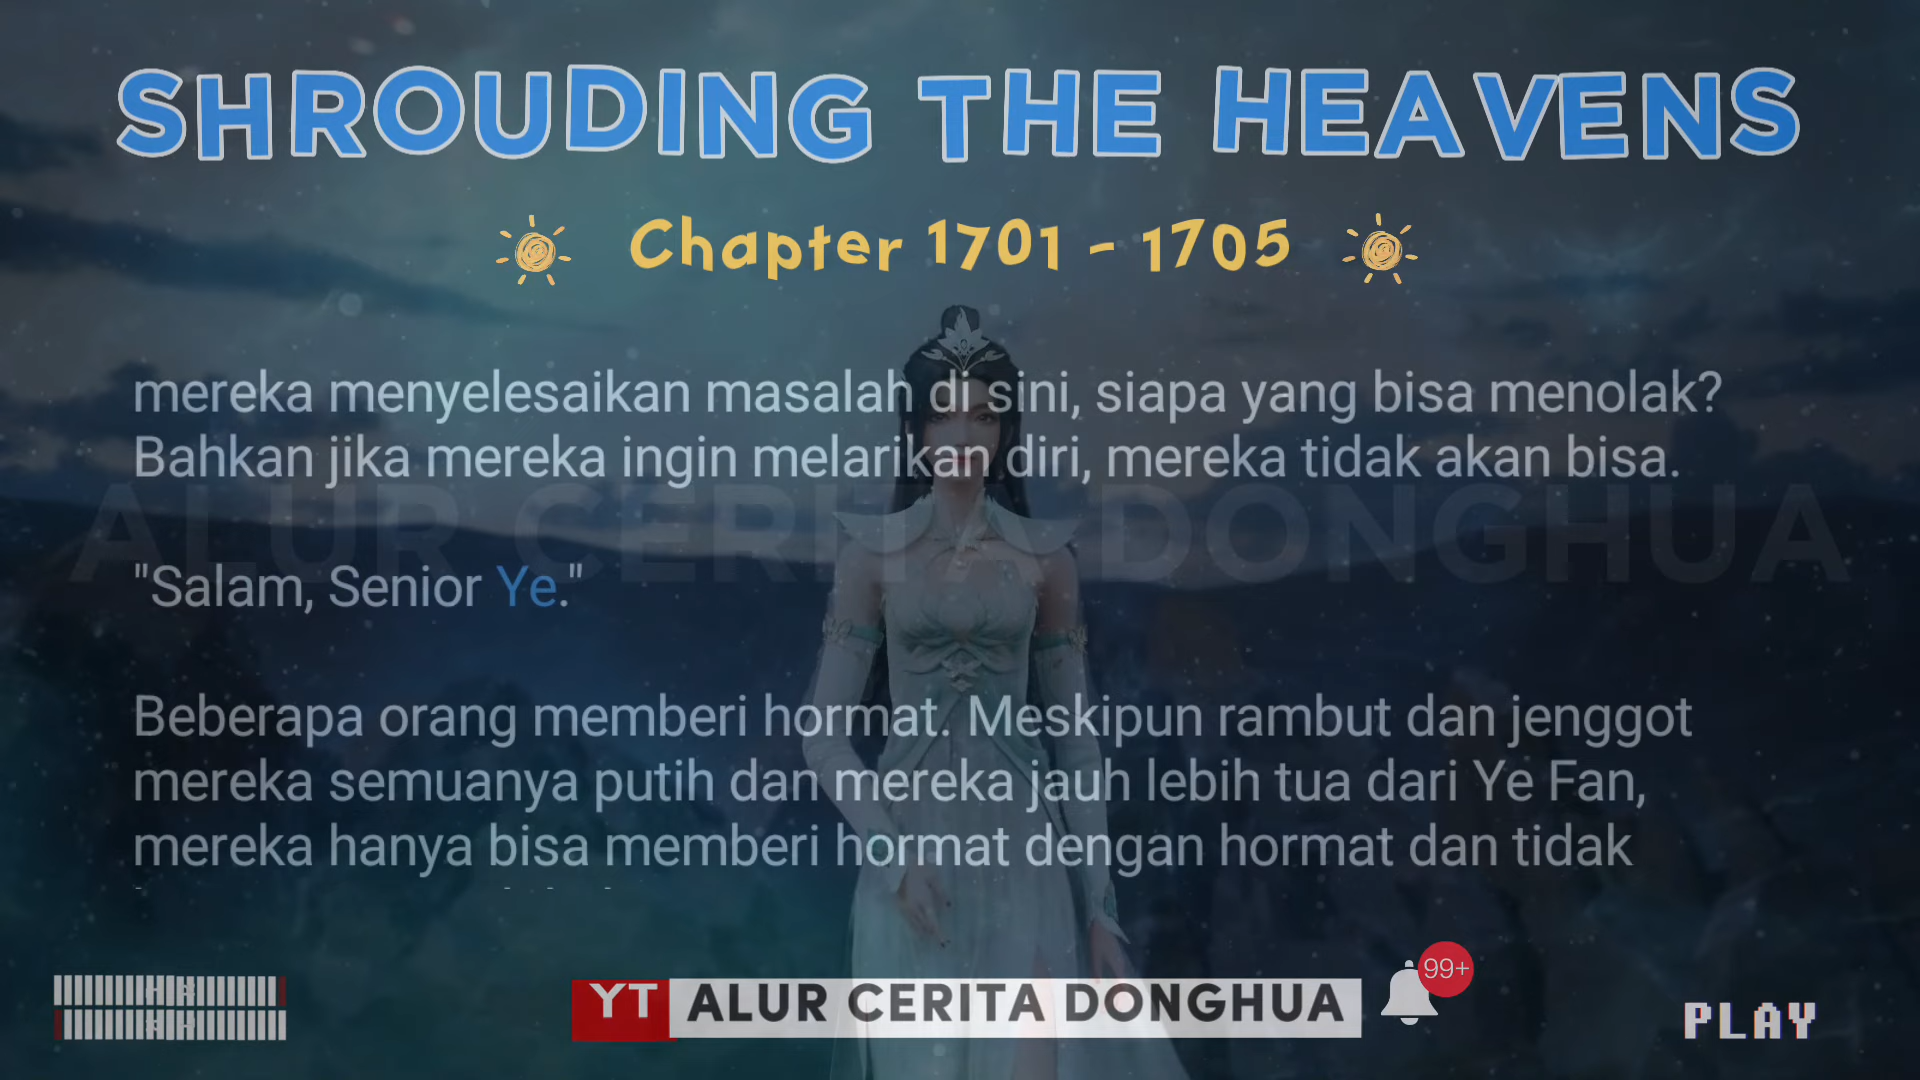 SHROUDING THE HEAVENS
Chapter 1701 - 1705
mereka menyelesaikan masalah di sini, siapa yang bisa menolak?
Bahkan jika mereka ingin melarikan diri, mereka tidak akan bisa.
ALUR CERITA DONGHUA
"Salam, Senior Ye."
Beberapa orang memberi hormat. Meskipun rambut dan jenggot
mereka semuanya putih dan mereka jauh lebih tua dari Ye Fan,
mereka hanya bisa memberi hormat dengan hormat dan tidak
YT ALUR CERITA DONGHUA
99+
PLAY